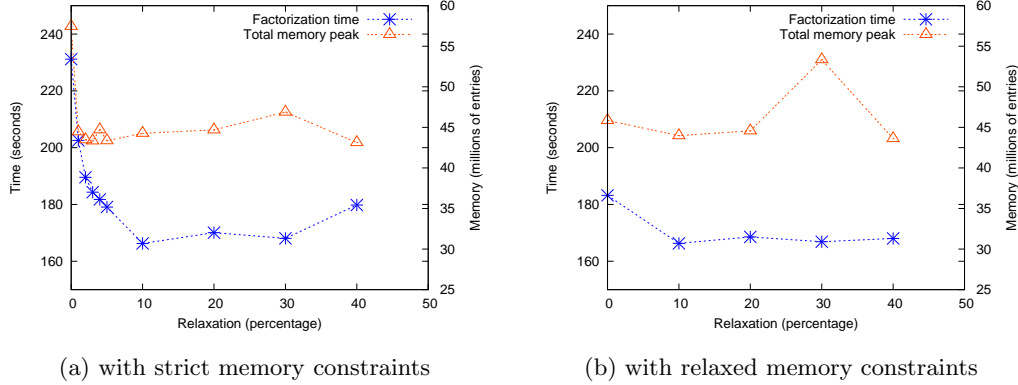 Factorization time
Total memory peak
240
220
200
180
160
60
55
50
45
40
35
30
25
0 10 20 30 40 50
Time (seconds)
Memory (millions of entries)
Relaxation (percentage)
(a) with strict memory constraints
Factorization time
Total memory peak
240
220
200
180
160
60
55
50
45
40
35
30
25
0 10 20 30 40 50
Time (seconds)
Memory (millions of entries)
Relaxation (percentage)
(b) with relaxed memory constraints